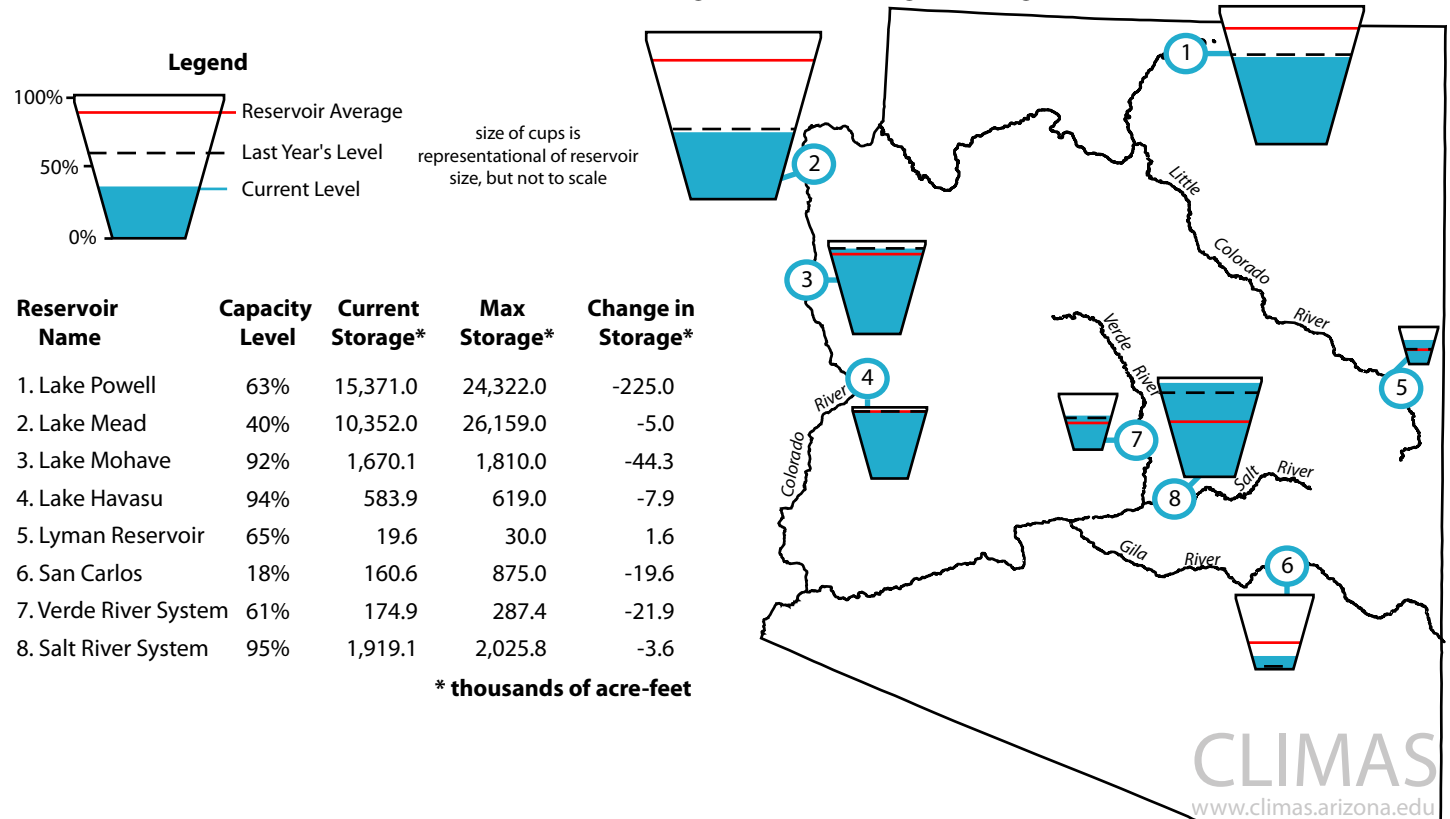 Legend
100%
Reservoir Average
Last Year's Level
50%
Current Level
0%
size of cups is
representational of reservoir
size, but not to scale
Reservoir Name Capacity Level Current Storage* Max Storage* Change in Storage*
1. Lake Powell 63% 15,371.0 24,322.0 -225.0
2. Lake Mead 40% 10,352.0 26,159.0 -5.0
3. Lake Mohave 92% 1,670.1 1,810.0 -44.3
4. Lake Havasu 94% 583.9 619.0 -7.9
5. Lyman Reservoir 65% 19.6 30.0 1.6
6. San Carlos 18% 160.6 875.0 -19.6
7. Verde River System 61% 174.9 287.4 -21.9
8. Salt River System 95% 1,919.1 2,025.8 -3.6
* thousands of acre-feet
1
2
3
4
5
6
7
8
Little
Colorado
River
Verde
River
Colorado
River
Salt
River
Gila
River
CLIMAS
www.climas.arizona.edu